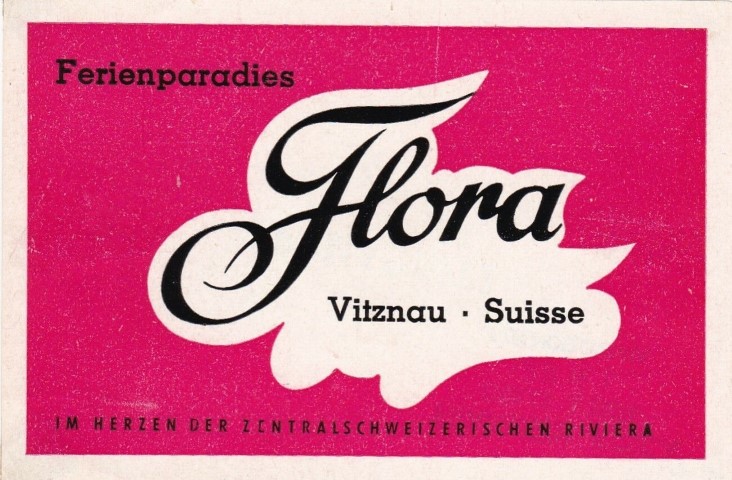 Ferienparadies
Flora
Vitznau · Suisse
IM HERZEN DER ZENTRALSCHWEIZERISCHEN RIVIERA